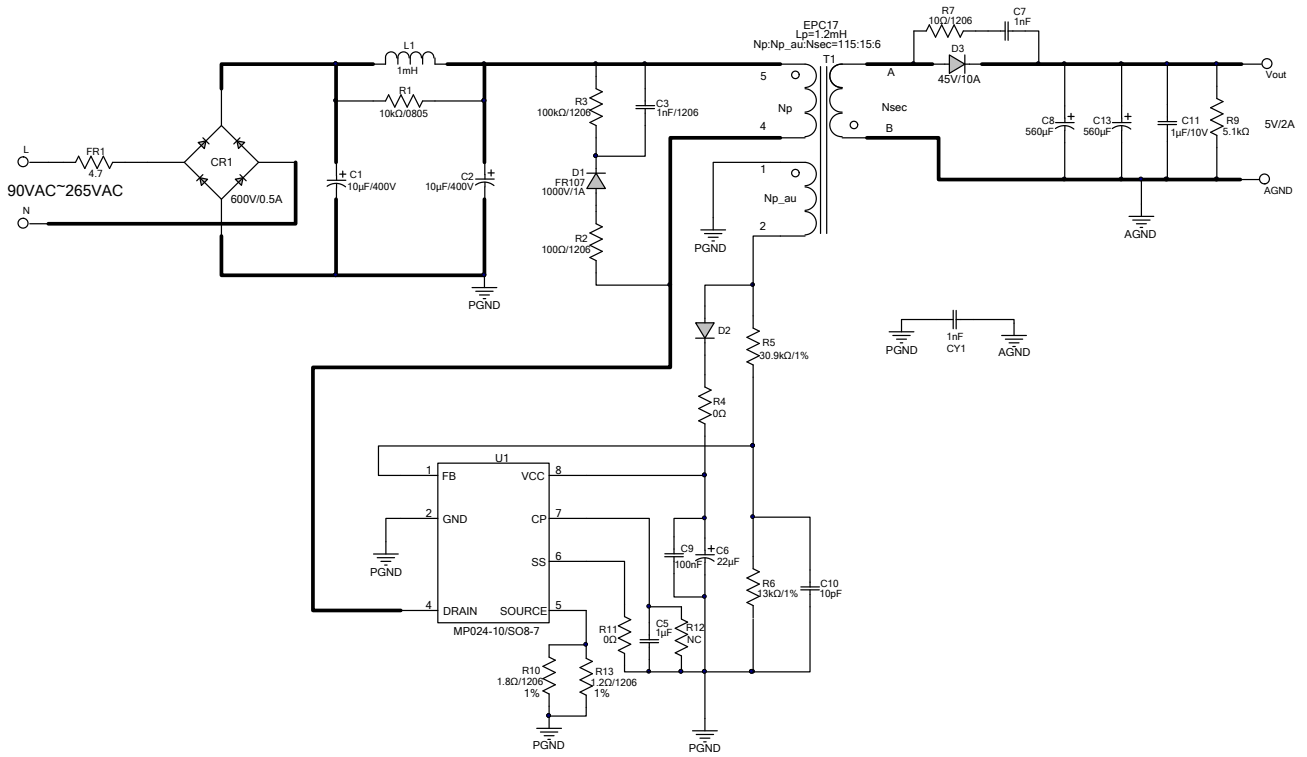 EPC17
Lp=1.2mH
Np:Np_au:Nsec=115:15:6
T1
R7
10Ω/1206
C7
1nF
D3
45V/10A
L1
1mH
R1
10kΩ/0805
R3
100kΩ/1206
C3
1nF/1206
5
Np
4
A
Nsec
B
Vout
C8
560µF
C13
560µF
C11
1µF/10V
R9
5.1kΩ
5V/2A
AGND
AGND
L
FR1
4.7
90VAC~265VAC
N
CR1
600V/0.5A
C1
10µF/400V
C2
10µF/400V
PGND
D1
FR107
1000V/1A
R2
100Ω/1206
1
Np_au
2
PGND
D2
R5
30.9kΩ/1%
R4
0Ω
PGND
1nF
CY1
AGND
U1
1 FB
VCC 8
2 GND
CP 7
SS 6
4 DRAIN
SOURCE 5
MP024-10/SO8-7
PGND
C9
100nF
C6
22µF
R6
13kΩ/1%
C10
10pF
R11
0Ω
C5
1µF
R12
NC
R10
1.8Ω/1206
1%
R13
1.2Ω/1206
1%
PGND
PGND